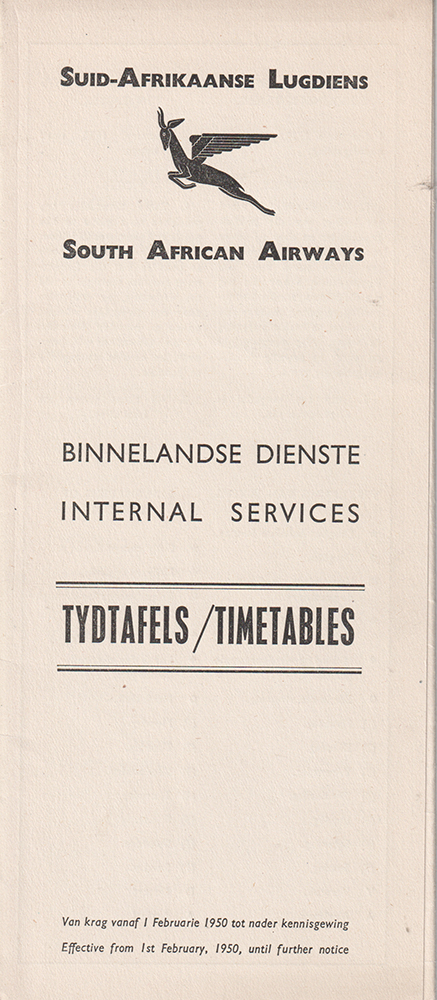 SUID-AFRIKAANSE LUGDIENS
SOUTH AFRICAN AIRWAYS
BINNELANDSE DIENSTE
INTERNAL SERVICES
TYDTAFELS/TIMETABLES
Van krag vanaf 1 Februarie 1950 tot nader kennisgewing
Effective from 1st February, 1950, until further notice